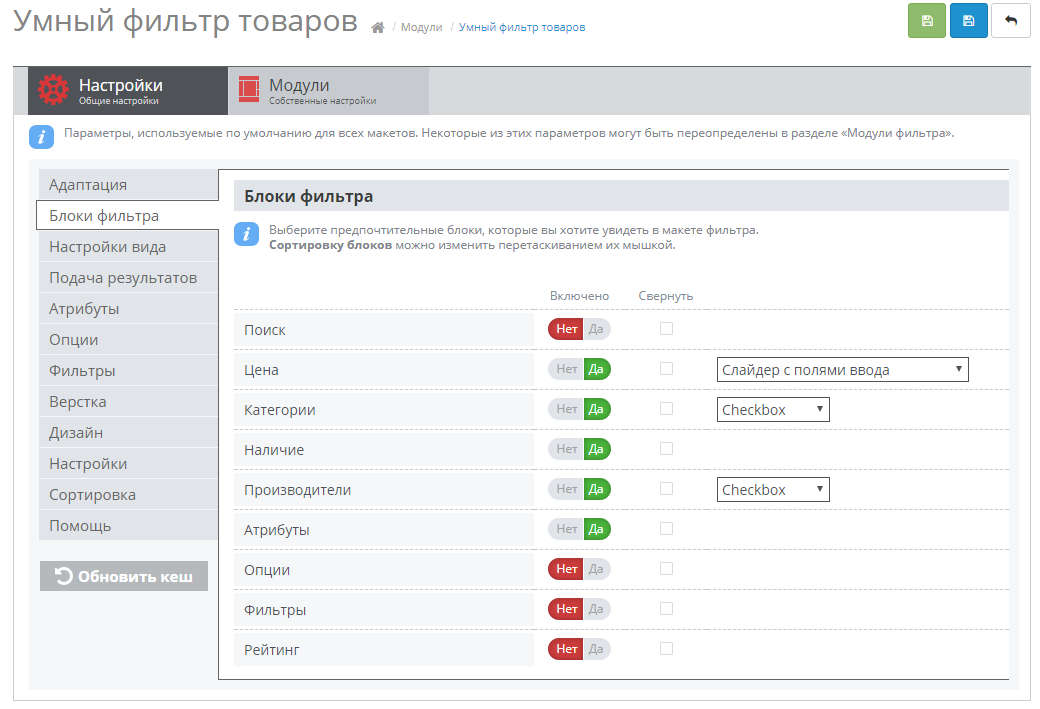 Умный фильтр товаров / Модули / Умный фильтр товаров
Настройки
Общие настройки
Модули
Собственные настройки
Параметры, используемые по умолчанию для всех макетов. Некоторые из этих параметров могут быть переопределены в разделе «Модули фильтра».
Адаптация
Блоки фильтра
Настройки вида
Подача результатов
Атрибуты
Опции
Фильтры
Верстка
Дизайн
Настройки
Сортировка
Помощь
Обновить кеш
Блоки фильтра
Выберите предпочтительные блоки, которые вы хотите увидеть в макете фильтра.
Сортировку блоков можно изменить перетаскиванием их мышкой.
Включено Свернуть
Поиск Нет Да
Цена Нет Да Слайдер с полями ввода
Категории Нет Да Checkbox
Наличие Нет Да
Производители Нет Да Checkbox
Атрибуты Нет Да
Опции Нет Да
Фильтры Нет Да
Рейтинг Нет Да